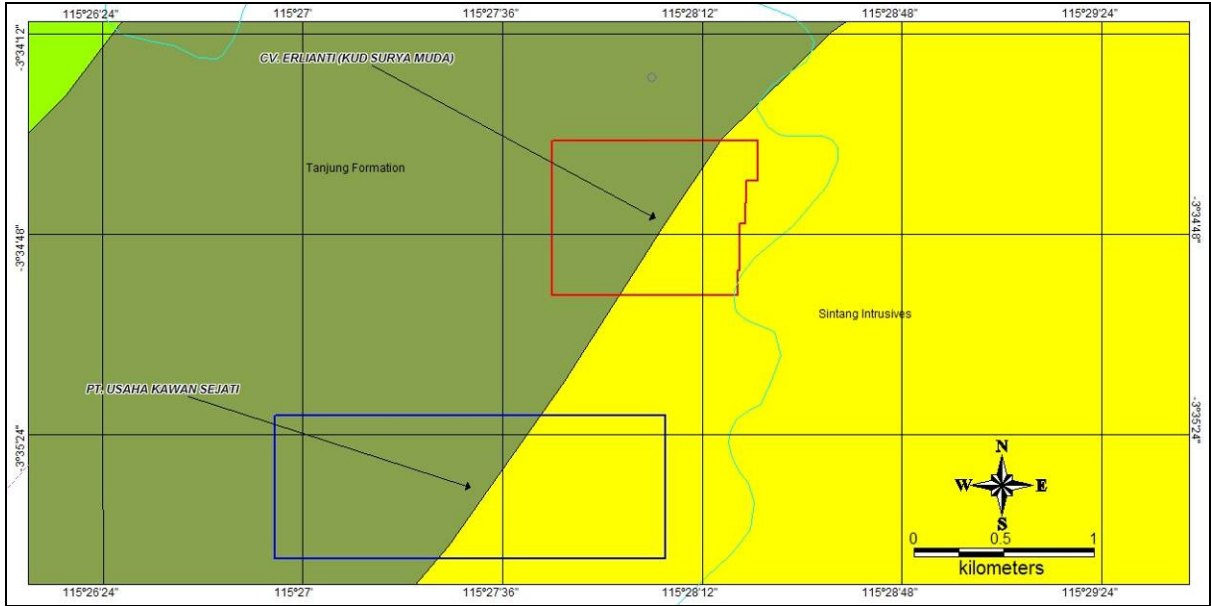 115°26'24" 115°27' 115°27'36" 115°28'12" 115°28'48" 115°29'24"
-3°34'12"
CV. ERLIANTI (KUD SURYA MUDA)
Tanjung Formation
-3°34'48" -3°34'48"
Sintang Intrusives
PT. USAHA KAWAN SEJATI
-3°35'24" -3°35'24"
N
W E
S
0 0.5 1
kilometers
115°26'24" 115°27' 115°27'36" 115°28'12" 115°28'48" 115°29'24"